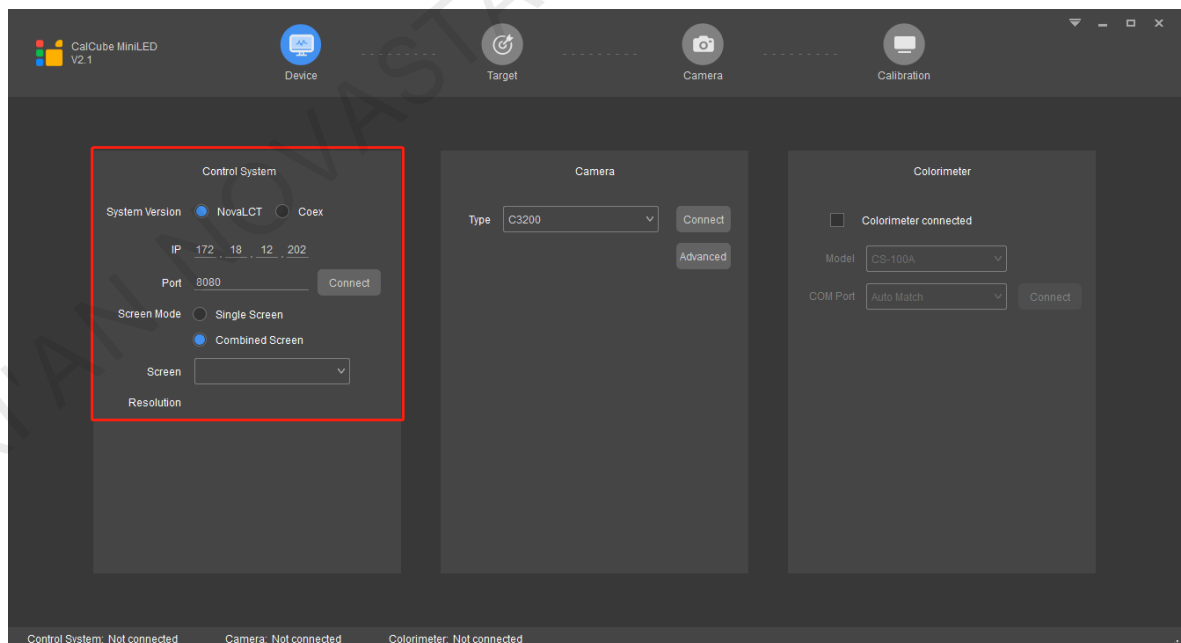 CalCube MiniLED
V2.1
Device
Target
Camera
Calibration
Control System
System Version NovaLCT Coex
IP 172 . 18 . 12 . 202
Port 8080 Connect
Screen Mode Single Screen
Combined Screen
Screen
Resolution
Camera
Type C3200 Connect
Advanced
Colorimeter
Colorimeter connected
Model CS-100A
COM Port Auto Match Connect
Control System: Not connected Camera: Not connected Colorimeter: Not connected